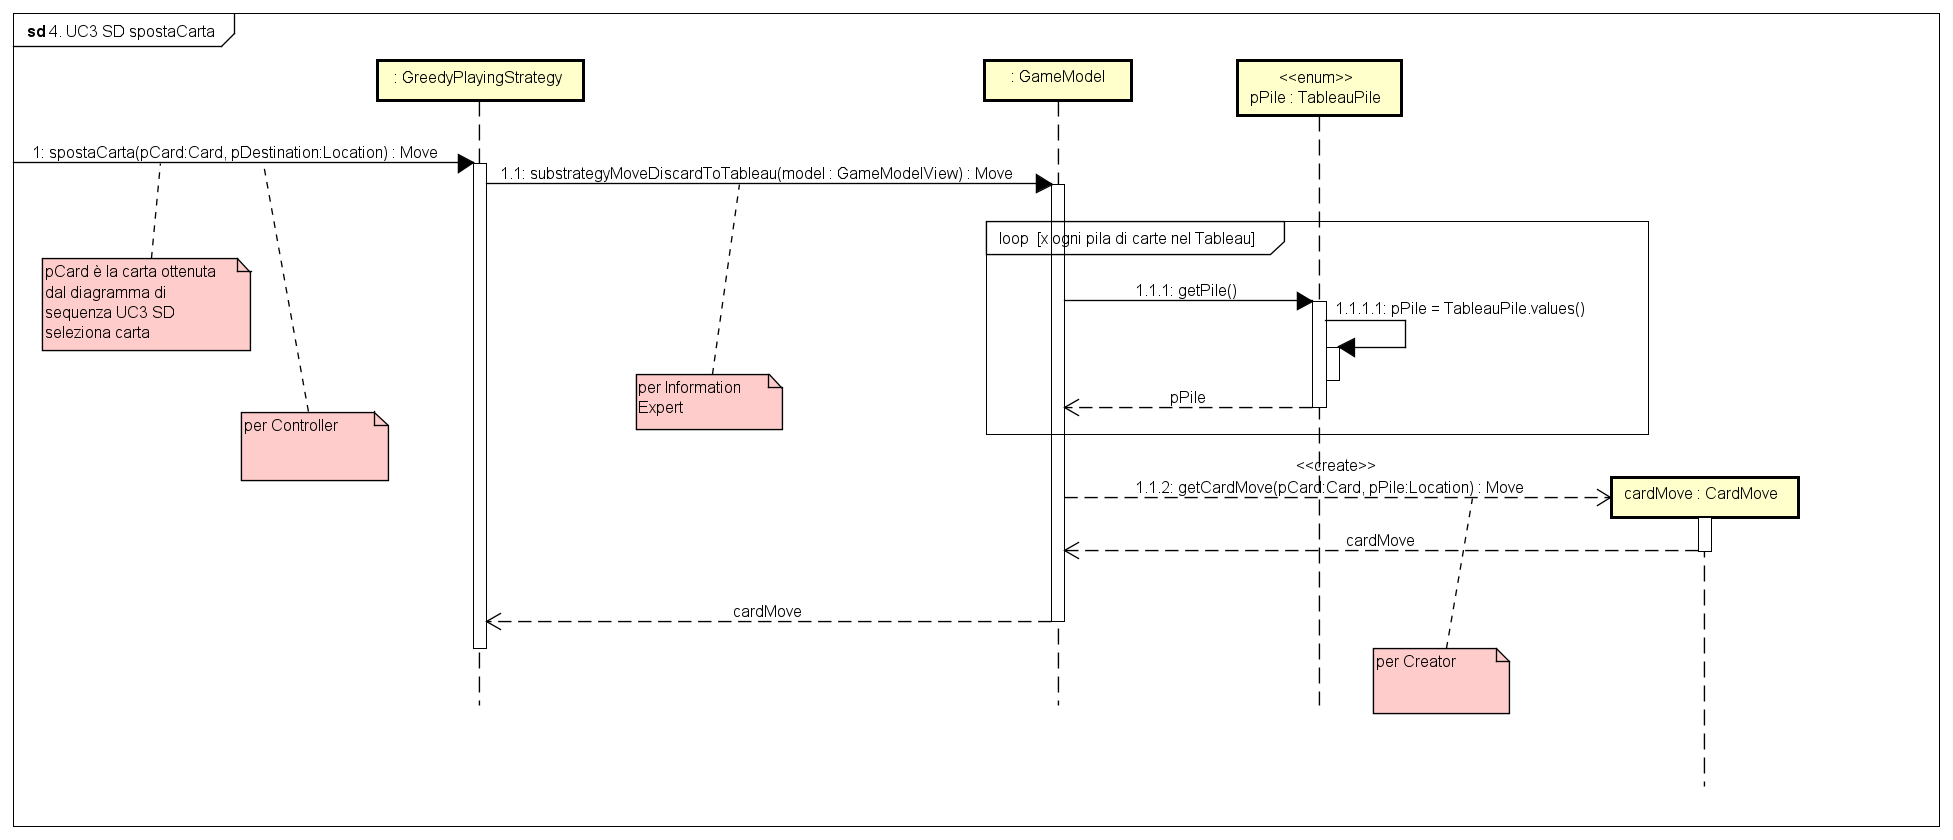 sd 4. UC3 SD spostaCarta
: GreedyPlayingStrategy
: GameModel
<<enum>>
pPile : TableauPile
1: spostaCarta(pCard:Card, pDestination:Location) : Move
1.1: substrategyMoveDiscardToTableau(model : GameModelView) : Move
loop [x ogni pila di carte nel Tableau]
pCard è la carta ottenuta
dal diagramma di
sequenza UC3 SD
seleziona carta
1.1.1: getPile()
1.1.1.1: pPile = TableauPile.values()
per Information
Expert
pPile
per Controller
<<create>>
1.1.2: getCardMove(pCard:Card, pPile:Location) : Move
cardMove : CardMove
cardMove
cardMove
per Creator